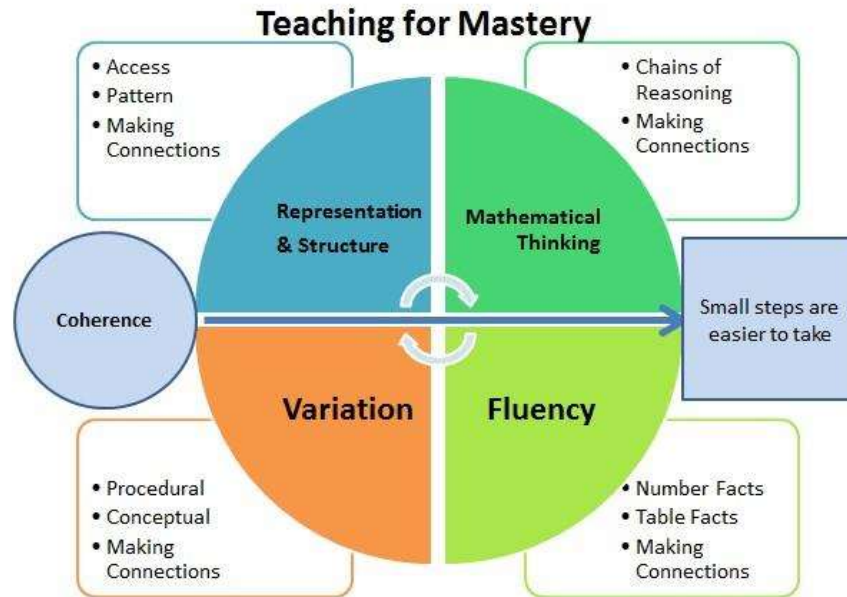 Teaching for Mastery
• Access
• Pattern
• Making
Connections
• Chains of
Reasoning
• Making
Connections
Representation
& Structure
Mathematical
Thinking
Coherence
Small steps are
easier to take
Variation
Fluency
• Procedural
• Conceptual
• Making
Connections
• Number Facts
• Table Facts
• Making
Connections